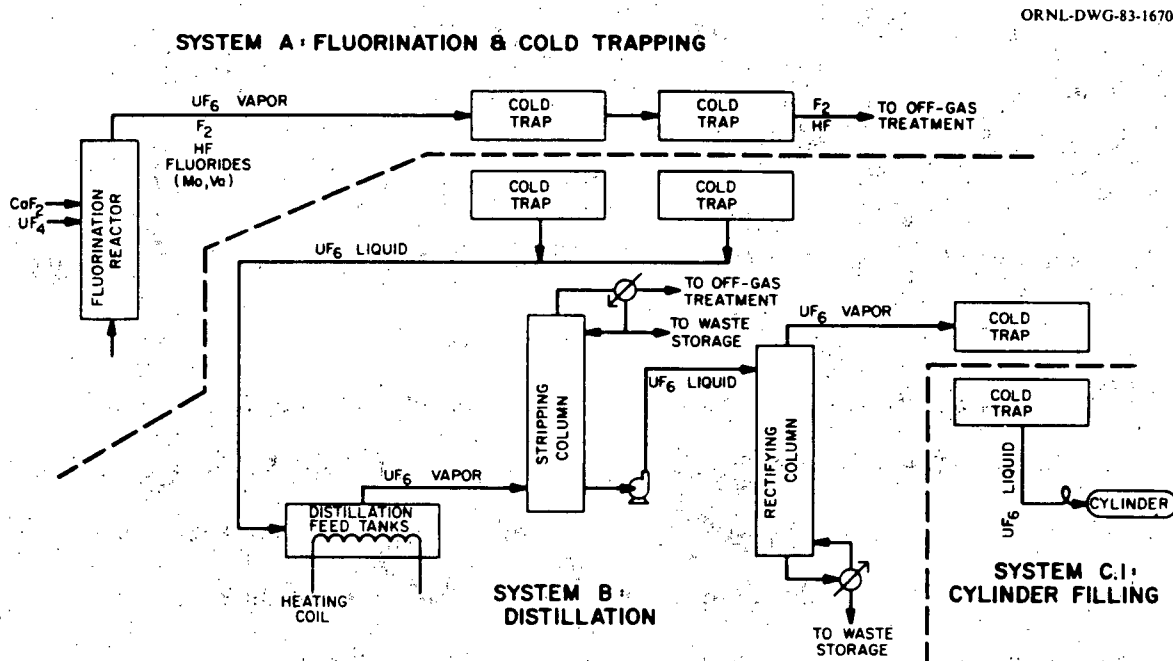 ORNL-DWG-83-1670
SYSTEM A: FLUORINATION & COLD TRAPPING
UF6 VAPOR
F2
HF
FLUORIDES
(Mo,Va)
COLD
TRAP
COLD
TRAP
F2
HF
TO OFF-GAS
TREATMENT
CaF2
UF4
FLUORINATION
REACTOR
COLD
TRAP
COLD
TRAP
UF6 LIQUID
TO OFF-GAS
TREATMENT
TO WASTE
STORAGE
STRIPPING
COLUMN
UF6 LIQUID
UF6 VAPOR
COLD
TRAP
RECTIFYING
COLUMN
COLD
TRAP
UF6 LIQUID
CYLINDER
UF6 VAPOR
DISTILLATION
FEED TANKS
HEATING
COIL
SYSTEM B:
DISTILLATION
TO WASTE
STORAGE
SYSTEM C.1:
CYLINDER FILLING